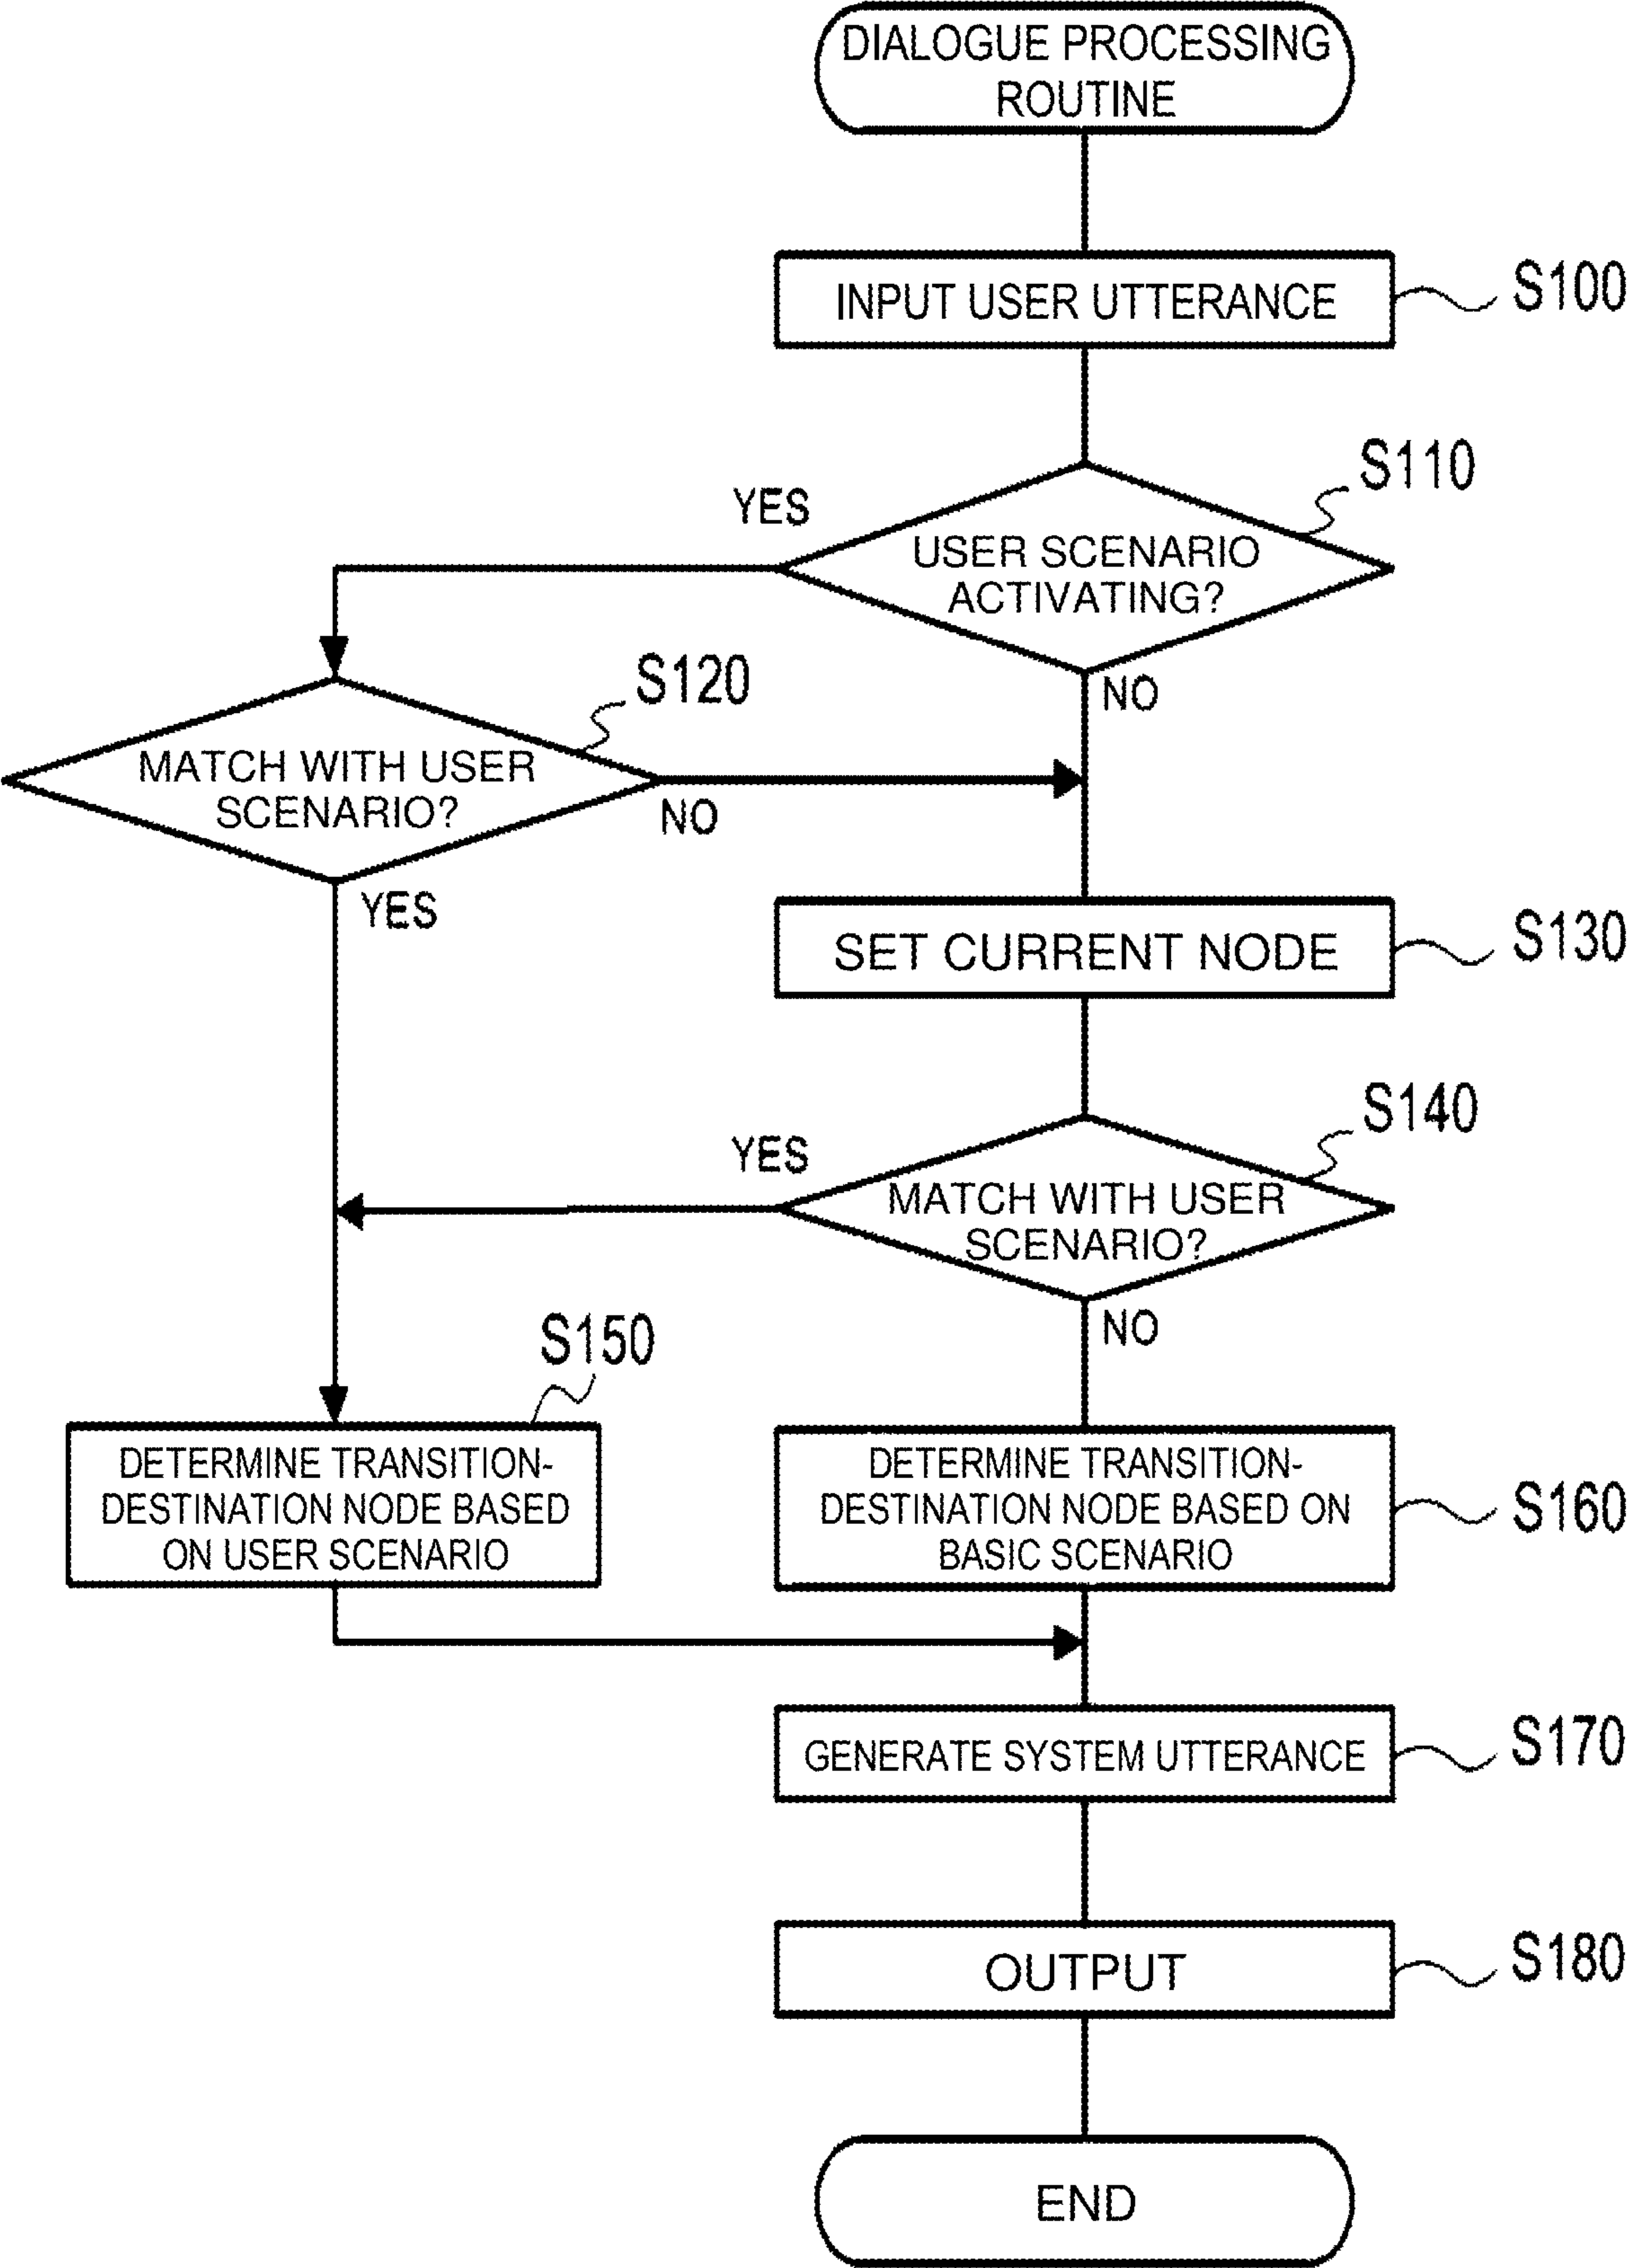 DIALOGUE PROCESSING
ROUTINE
INPUT USER UTTERANCE
S100
S110
YES
USER SCENARIO
ACTIVATING?
NO
S120
MATCH WITH USER
SCENARIO?
NO
YES
SET CURRENT NODE
S130
S140
YES
MATCH WITH USER
SCENARIO?
NO
S150
DETERMINE TRANSITION-
DESTINATION NODE BASED
ON USER SCENARIO
DETERMINE TRANSITION-
DESTINATION NODE BASED ON
BASIC SCENARIO
S160
GENERATE SYSTEM UTTERANCE
S170
OUTPUT
S180
END